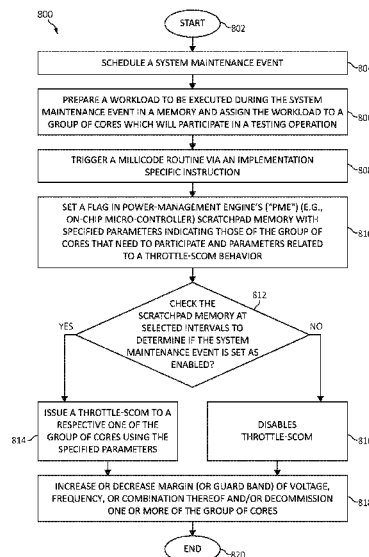 800
START
802
SCHEDULE A SYSTEM MAINTENANCE EVENT
804
PREPARE A WORKLOAD TO BE EXECUTED DURING THE SYSTEM
MAINTENANCE EVENT IN A MEMORY AND ASSIGN THE WORKLOAD TO A
GROUP OF CORES WHICH WILL PARTICIPATE IN A TESTING OPERATION
TRIGGER A MILLICODE ROUTINE VIA AN IMPLEMENTATION
SPECIFIC INSTRUCTION
SET A FLAG IN POWER-MANAGEMENT ENGINE'S ("PME") (E.G.,
ON-CHIP MICRO-CONTROLLER) SCRATCHPAD MEMORY WITH
SPECIFIED PARAMETERS INDICATING THOSE OF THE GROUP OF
CORES THAT NEED TO PARTICIPATE AND PARAMETERS RELATED
TO A THROTTLE-SCOM BEHAVIOR
812
CHECK THE
SCRATCHPAD MEMORY AT
SELECTED INTERVALS TO
DETERMINE IF THE SYSTEM
MAINTENANCE EVENT IS SET AS
ENABLED?
YES
NO
814
ISSUE A THROTTLE-SCOM TO A
RESPECTIVE ONE OF THE
GROUP OF CORES USING THE
SPECIFIED PARAMETERS
DISABLES
THROTTLE-SCOM
INCREASE OR DECREASE MARGIN (OR GUARD BAND) OF VOLTAGE,
FREQUENCY, OR COMBINATION THEREOF AND/OR DECOMMISSION
ONE OR MORE OF THE GROUP OF CORES
END
820